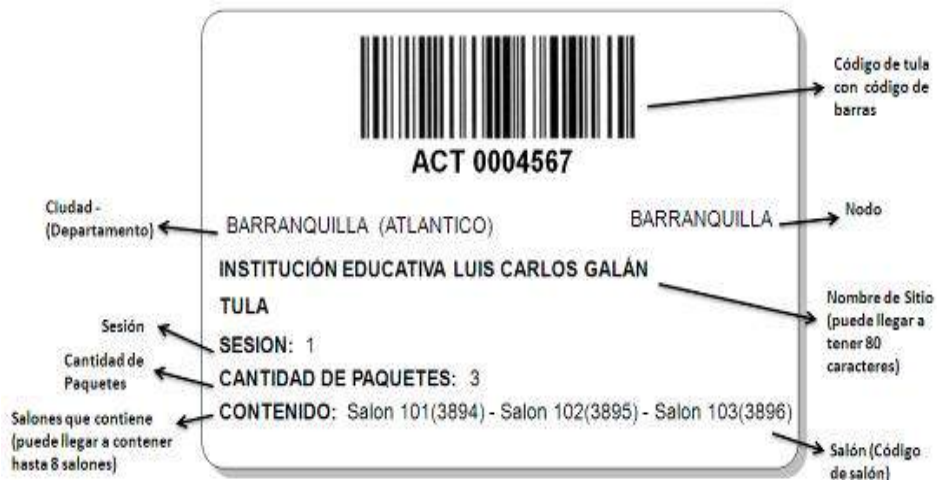 Código de tula
con código de
barras
ACT 0004567
Ciudad -
(Departamento)
BARRANQUILLA (ATLANTICO)
BARRANQUILLA
Nodo
INSTITUCIÓN EDUCATIVA LUIS CARLOS GALÁN
TULA
Nombre de Sitio
(puede llegar a
tener 80
caracteres)
Sesión
SESION: 1
Cantidad de
Paquetes
CANTIDAD DE PAQUETES: 3
Salones que contiene
(puede llegar a contener
hasta 8 salones)
CONTENIDO: Salon 101(3894) - Salon 102(3895) - Salon 103(3896)
Salón (Código
de salón)